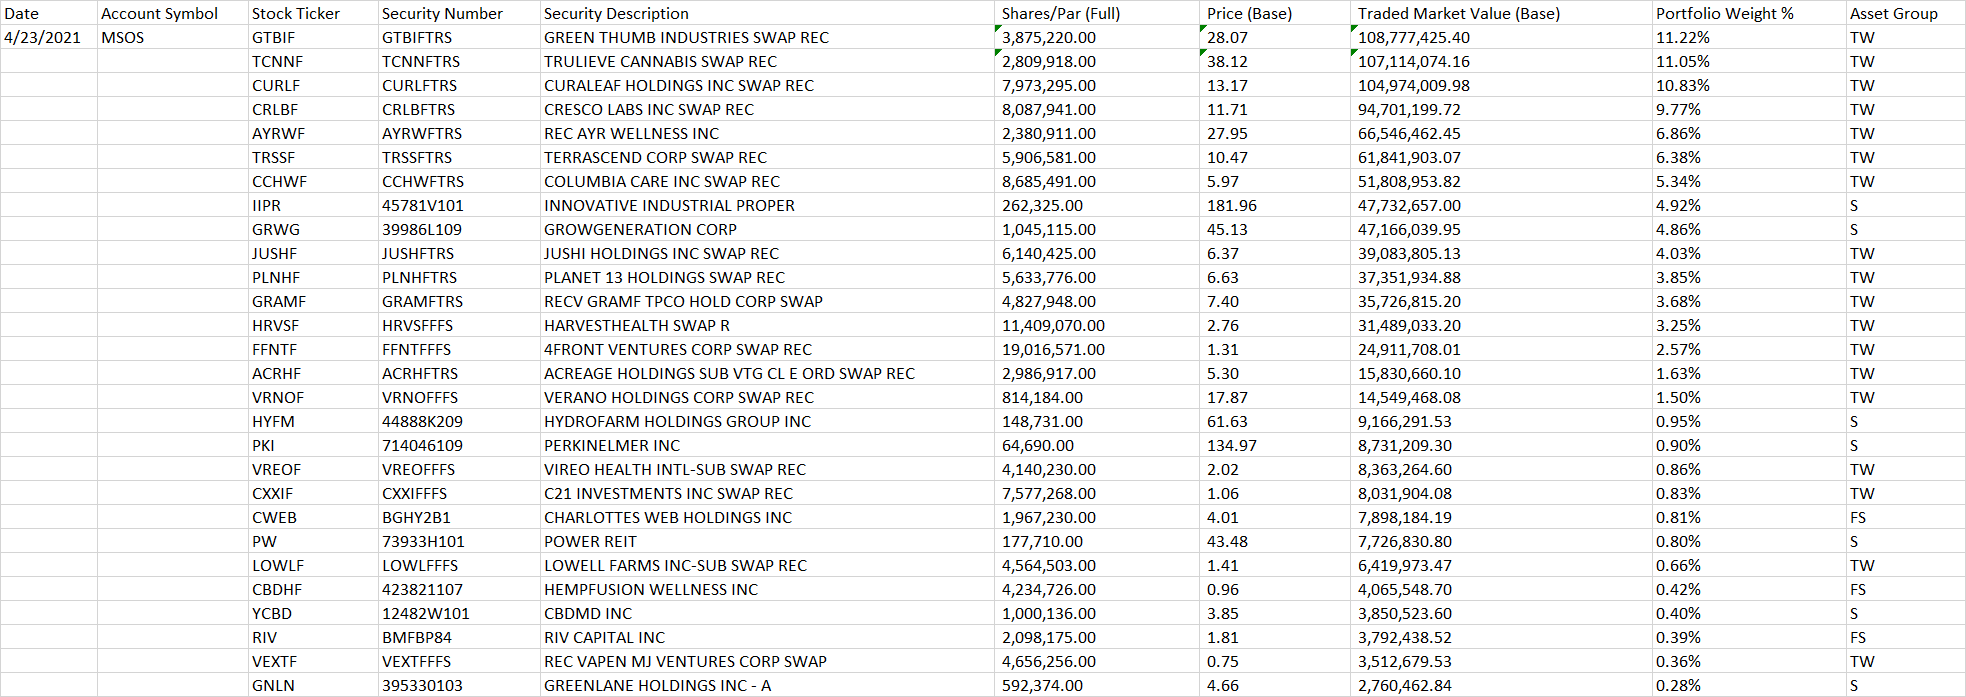 Date Account Symbol Stock Ticker Security Number Security Description Shares/Par (Full) Price (Base) Traded Market Value (Base) Portfolio Weight % Asset Group
4/23/2021 MSOS GTBIF GTBIFTRS GREEN THUMB INDUSTRIES SWAP REC 3,875,220.00 28.07 108,777,425.40 11.22% TW
TCNNF TCNNFTRS TRULIEVE CANNABIS SWAP REC 2,809,918.00 38.12 107,114,074.16 11.05% TW
CURLF CURLFTRS CURALEAF HOLDINGS INC SWAP REC 7,973,295.00 13.17 104,974,009.98 10.83% TW
CRLBF CRLBFTRS CRESCO LABS INC SWAP REC 8,087,941.00 11.71 94,701,199.72 9.77% TW
AYRWF AYRWFTRS REC AYR WELLNESS INC 2,380,911.00 27.95 66,546,462.45 6.86% TW
TRSSF TRSSFTRS TERRASCEND CORP SWAP REC 5,906,581.00 10.47 61,841,903.07 6.38% TW
CCHWF CCHWFTRS COLUMBIA CARE INC SWAP REC 8,685,491.00 5.97 51,808,953.82 5.34% TW
IIPR 45781V101 INNOVATIVE INDUSTRIAL PROPER 262,325.00 181.96 47,732,657.00 4.92% S
GRWG 39986L109 GROWGENERATION CORP 1,045,115.00 45.13 47,166,039.95 4.86% S
JUSHF JUSHFTRS JUSHI HOLDINGS INC SWAP REC 6,140,425.00 6.37 39,083,805.13 4.03% TW
PLNHF PLNHFTRS PLANET 13 HOLDINGS SWAP REC 5,633,776.00 6.63 37,351,934.88 3.85% TW
GRAMF GRAMFTRS RECV GRAMF TPCO HOLD CORP SWAP 4,827,948.00 7.40 35,726,815.20 3.68% TW
HRVSF HRVSFFFS HARVESTHEALTH SWAP R 11,409,070.00 2.76 31,489,033.20 3.25% TW
FFNTF FFNTFFFS 4FRONT VENTURES CORP SWAP REC 19,016,571.00 1.31 24,911,708.01 2.57% TW
ACRHF ACRHFTRS ACREAGE HOLDINGS SUB VTG CL E ORD SWAP REC 2,986,917.00 5.30 15,830,660.10 1.63% TW
VRNOF VRNOFFFS VERANO HOLDINGS CORP SWAP REC 814,184.00 17.87 14,549,468.08 1.50% TW
HYFM 44888K209 HYDROFARM HOLDINGS GROUP INC 148,731.00 61.63 9,166,291.53 0.95% S
PKI 714046109 PERKINELMER INC 64,690.00 134.97 8,731,209.30 0.90% S
VREOF VREOFFFS VIREO HEALTH INTL-SUB SWAP REC 4,140,230.00 2.02 8,363,264.60 0.86% TW
CXXIF CXXIFFFS C21 INVESTMENTS INC SWAP REC 7,577,268.00 1.06 8,031,904.08 0.83% TW
CWEB BGHY2B1 CHARLOTTES WEB HOLDINGS INC 1,967,230.00 4.01 7,898,184.19 0.81% FS
PW 73933H101 POWER REIT 177,710.00 43.48 7,726,830.80 0.80% S
LOWLF LOWLFFFS LOWELL FARMS INC-SUB SWAP REC 4,564,503.00 1.41 6,419,973.47 0.66% TW
CBDHF 423821107 HEMPFUSION WELLNESS INC 4,234,726.00 0.96 4,065,548.70 0.42% FS
YCBD 12482W101 CBDMD INC 1,000,136.00 3.85 3,850,523.60 0.40% S
RIV BMFBP84 RIV CAPITAL INC 2,098,175.00 1.81 3,792,438.52 0.39% FS
VEXTF VEXTFFFS REC VAPEN MJ VENTURES CORP SWAP 4,656,256.00 0.75 3,512,679.53 0.36% TW
GNLN 395330103 GREENLANE HOLDINGS INC - A 592,374.00 4.66 2,760,462.84 0.28% S